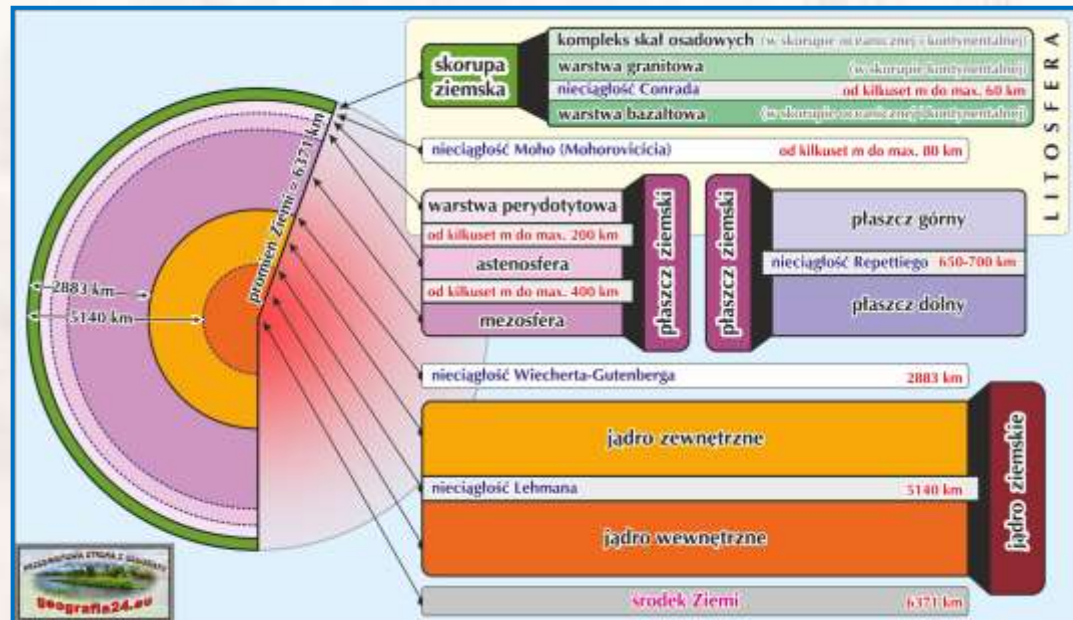 skorupa
ziemska
kompleks skał osadowych (w skorupie oceanicznej i kontynentalnej)
warstwa granitowa (w skorupie kontynentalnej)
nieciągłość Conrada od kilkuset m do max. 60 km
warstwa bazaltowa (w skorupie oceanicznej i kontynentalnej)
LITOSFERA
nieciągłość Moho (Mohorovicicia) od kilkuset m do max. 80 km
promień Ziemi = 6371 km
2883 km
5140 km
warstwa perydotytowa
od kilkuset m do max. 200 km
astenosfera
od kilkuset m do max. 400 km
mezosfera
płaszcz ziemski
płaszcz ziemski
płaszcz górny
nieciągłość Repettiego 650-700 km
płaszcz dolny
nieciągłość Wiecherta-Gutenberga 2883 km
jądro zewnętrzne
nieciągłość Lehmana 5140 km
jądro wewnętrzne
jądro ziemskie
środek Ziemi 6371 km
geografia24.eu